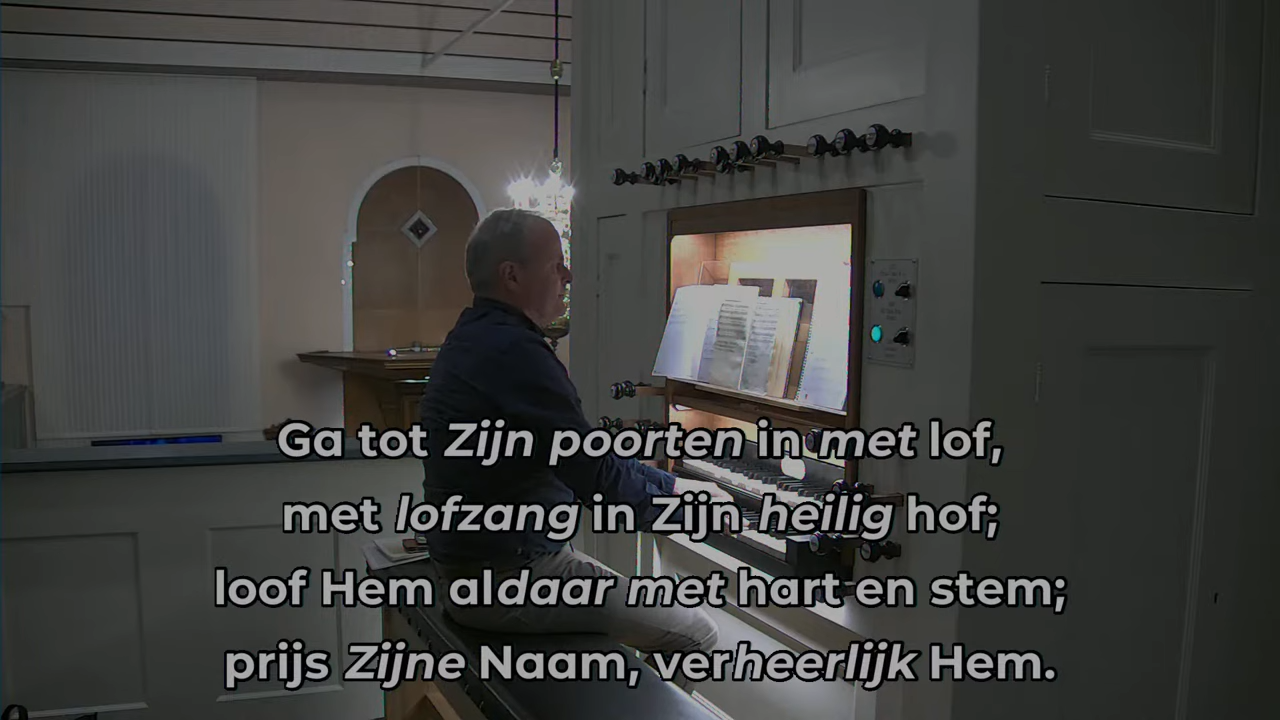 Ga tot Zijn poorten in met lof,
met lofzang in Zijn heilig hof;
loof Hem aldaar met hart en stem;
prijs Zijne Naam, verheerlijk Hem.